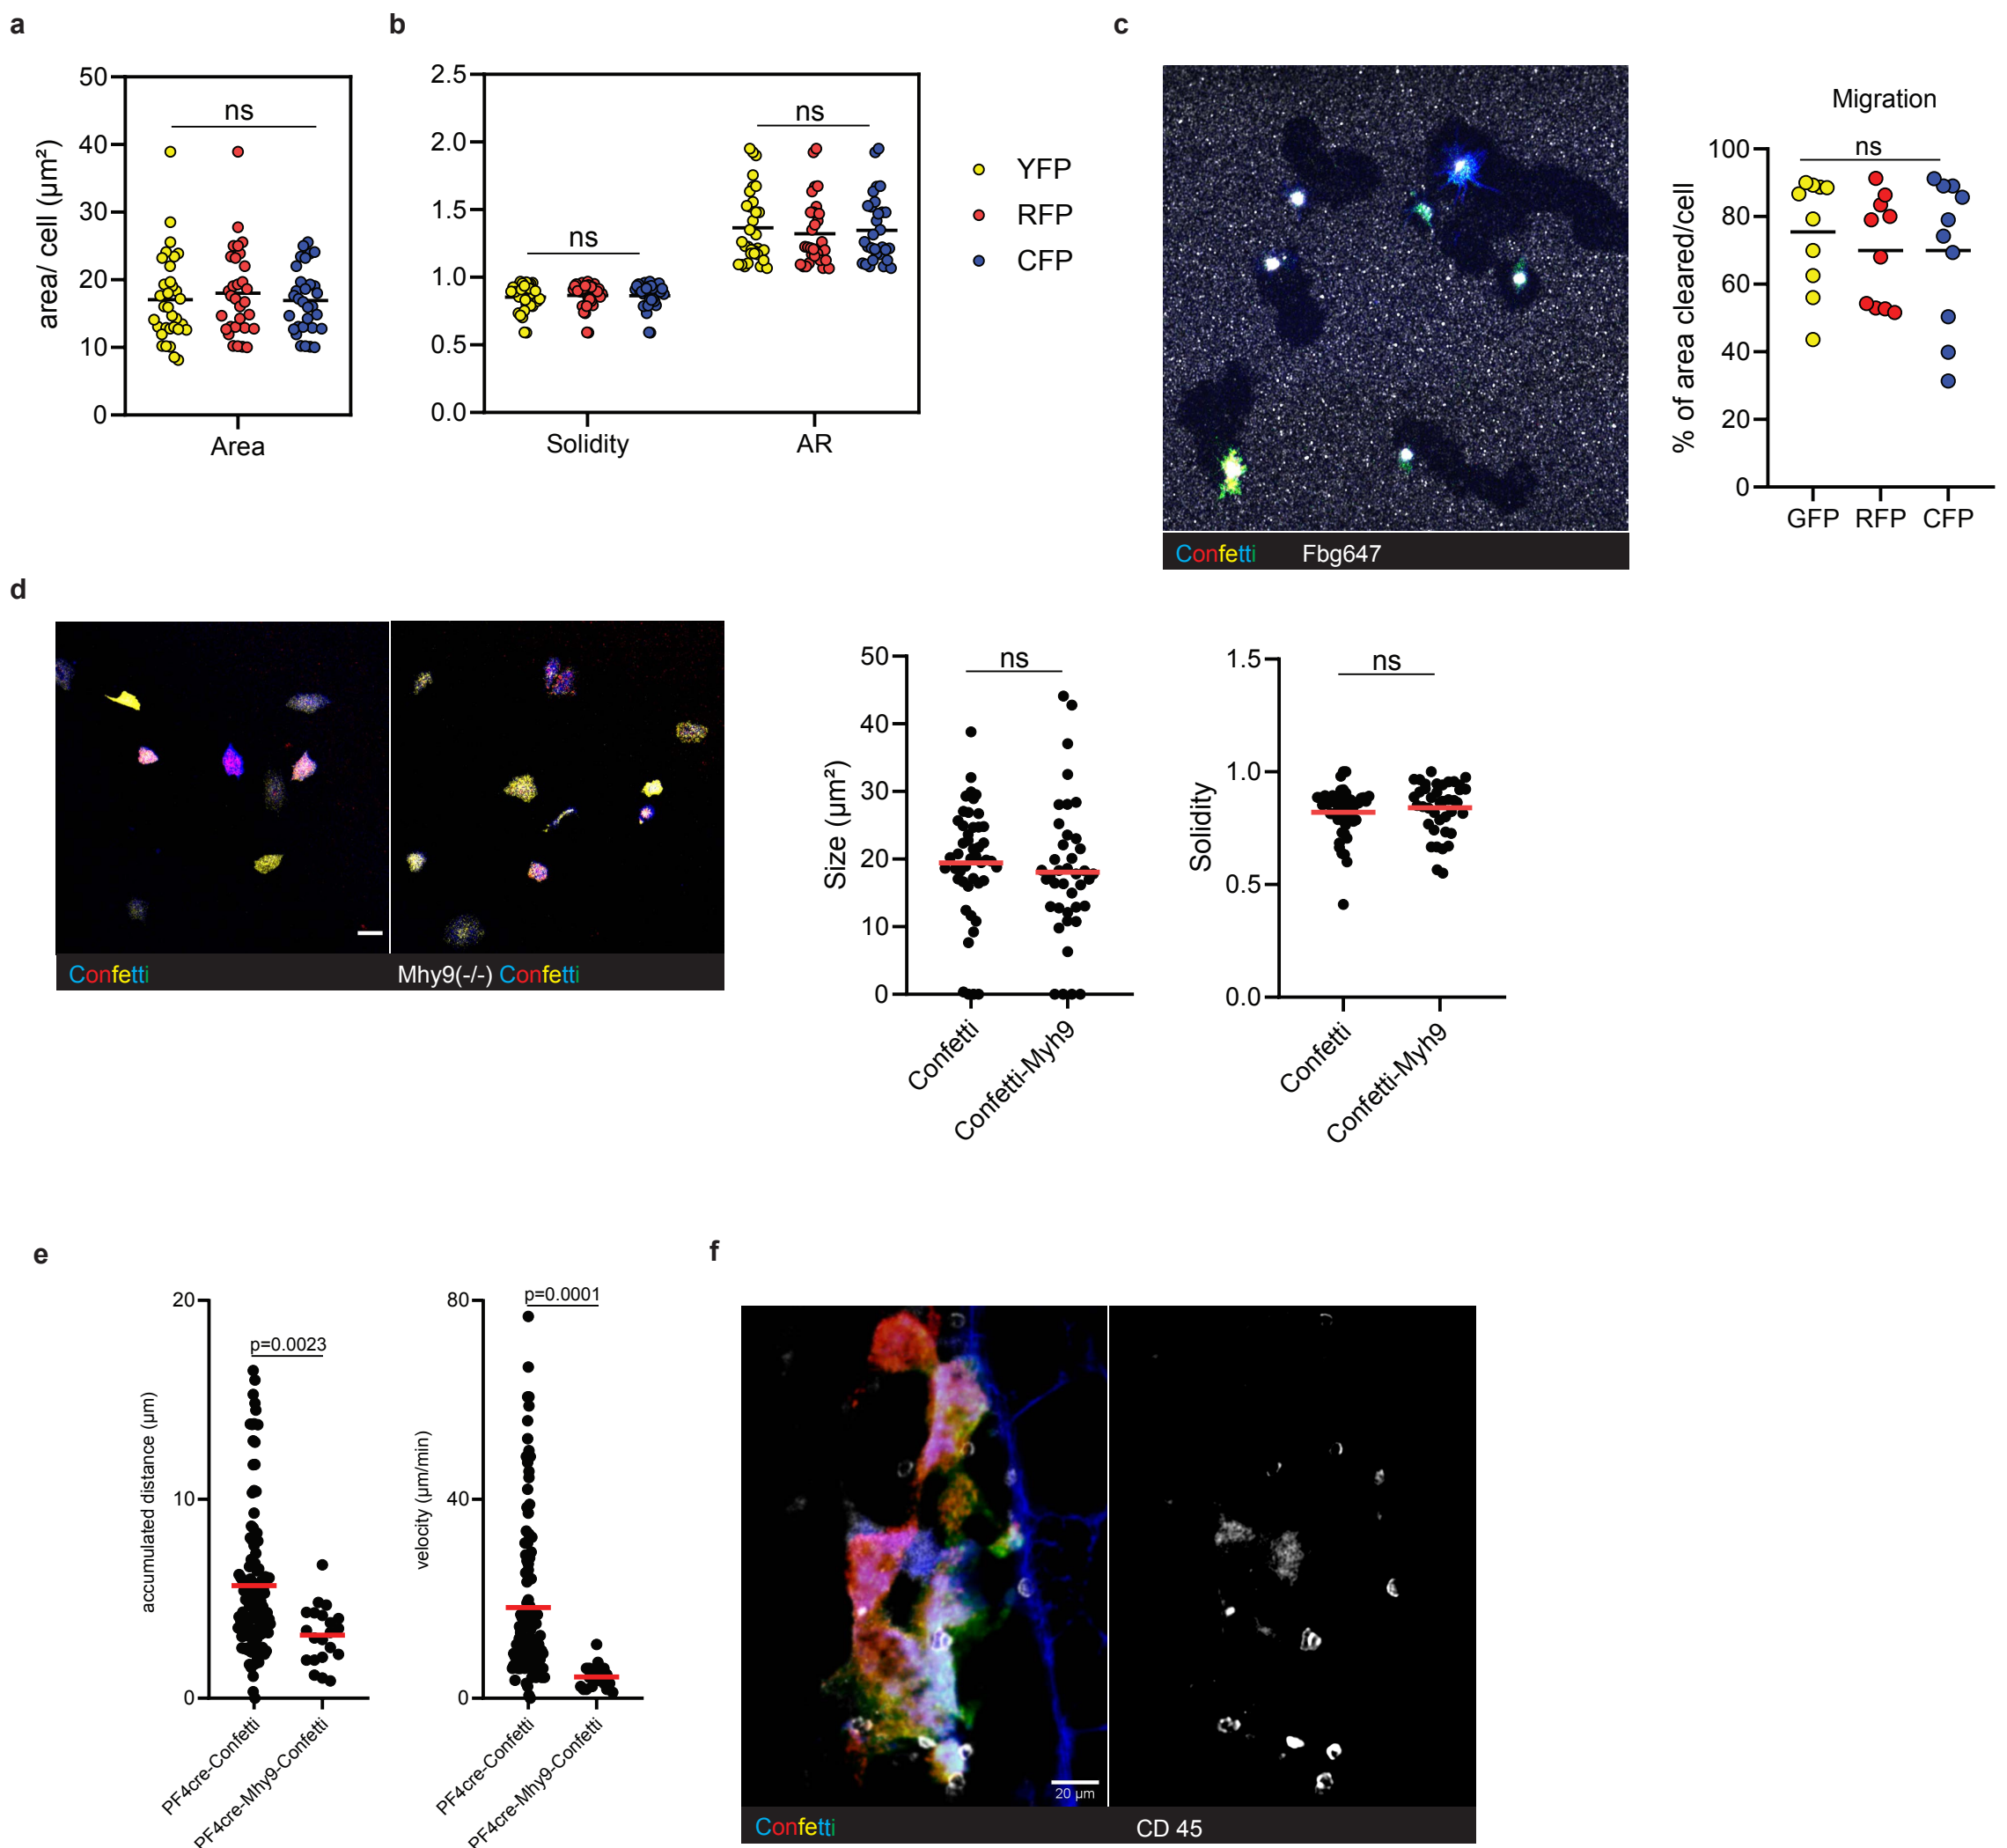 a
50
40
30
20
10
0
area/ cell (µm²)
ns
Area
b
2.5
2.0
1.5
1.0
0.5
0.0
ns
ns
Solidity
AR
YFP
RFP
CFP
c
Confetti
Fbg647
Migration
100
80
60
40
20
0
% of area cleared/cell
ns
GFP
RFP
CFP
d
Confetti
Mhy9(-/-) Confetti
50
40
30
20
10
0
Size (µm²)
ns
Confetti
Confetti-Myh9
1.5
1.0
0.5
0.0
Solidity
ns
Confetti
Confetti-Myh9
e
20
10
0
accumulated distance (µm)
p=0.0023
PF4cre-Confetti
PF4cre-Mhy9-Confetti
80
40
0
velocity (µm/min)
p=0.0001
PF4cre-Confetti
PF4cre-Mhy9-Confetti
f
20 µm
Confetti
CD 45